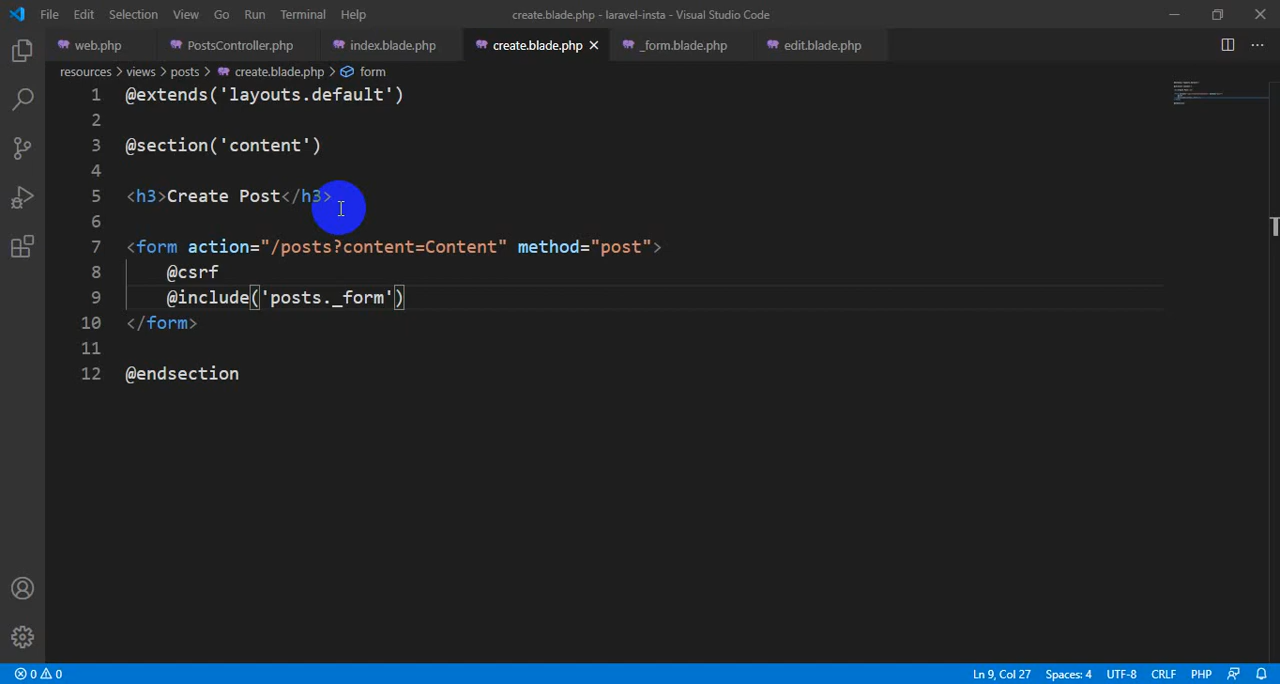 File Edit Selection View Go Run Terminal Help create.blade.php - laravel-insta - Visual Studio Code
web.php PostsController.php index.blade.php create.blade.php _form.blade.php edit.blade.php
resources > views > posts > create.blade.php > form
1 @extends('layouts.default')
2
3 @section('content')
4
5 <h3>Create Post</h3>
6
7 <form action="/posts?content=Content" method="post">
8 @csrf
9 @include('posts._form')
10 </form>
11
12 @endsection
0 0 Ln 9, Col 27 Spaces: 4 UTF-8 CRLF PHP